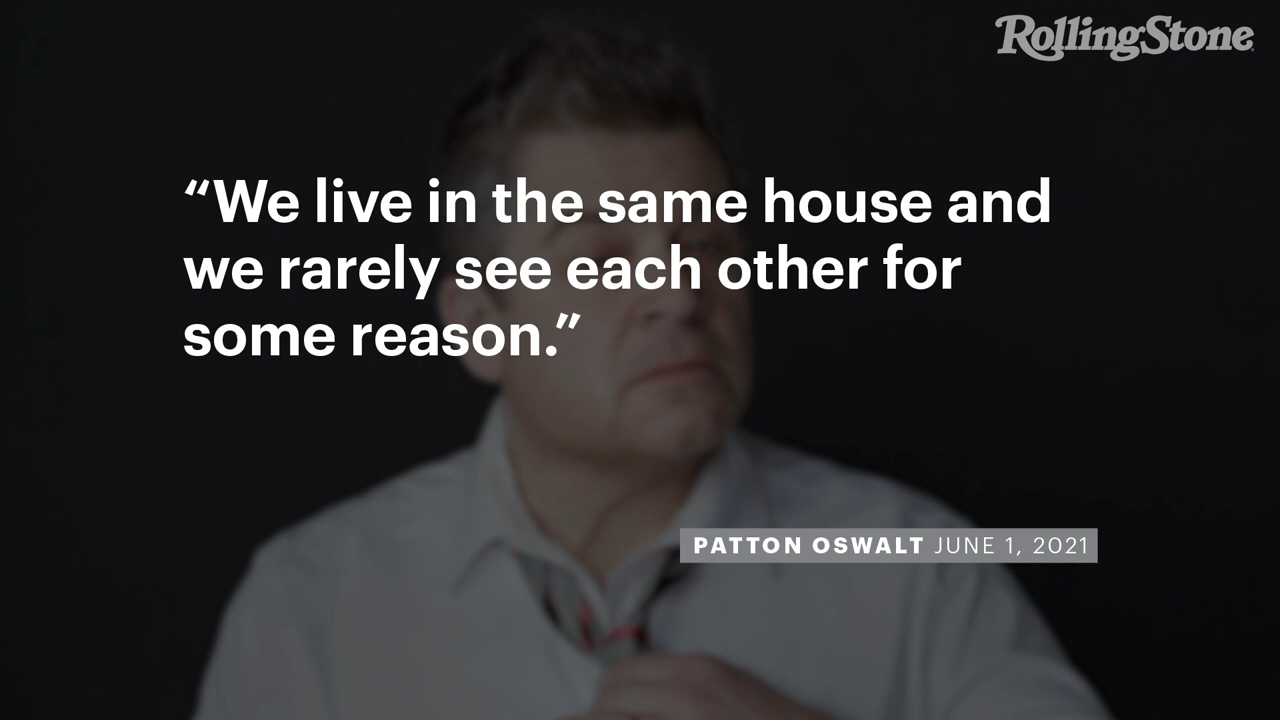 RollingStone
“We live in the same house and
we rarely see each other for
some reason.”
PATTON OSWALT JUNE 1, 2021